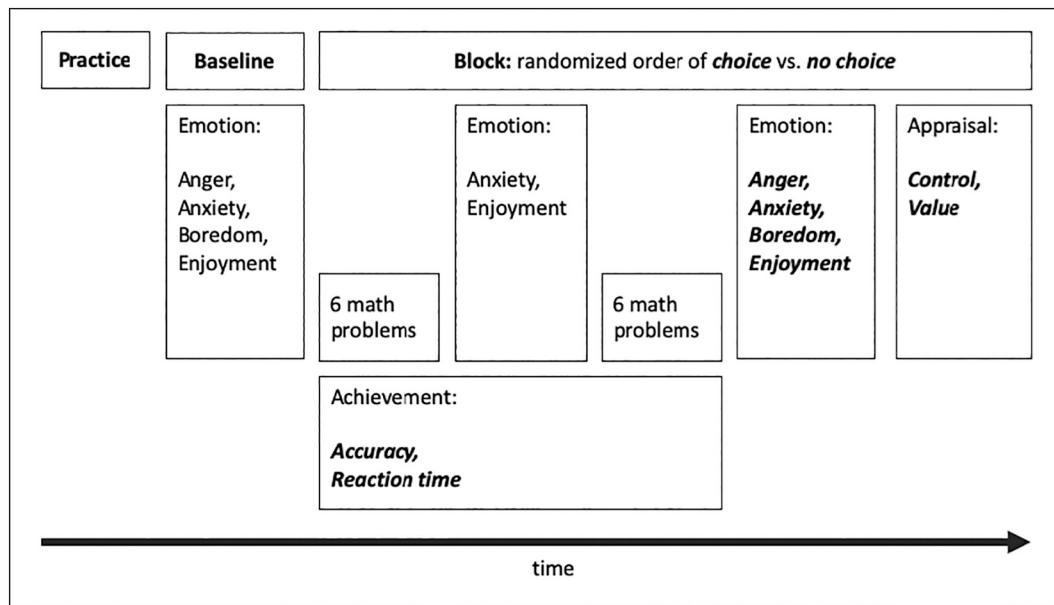 Practice
Baseline
Block: randomized order of choice vs. no choice
Emotion:
Anger,
Anxiety,
Boredom,
Enjoyment
6 math
problems
Emotion:
Anxiety,
Enjoyment
6 math
problems
Emotion:
Anger,
Anxiety,
Boredom,
Enjoyment
Appraisal:
Control,
Value
Achievement:
Accuracy,
Reaction time
time